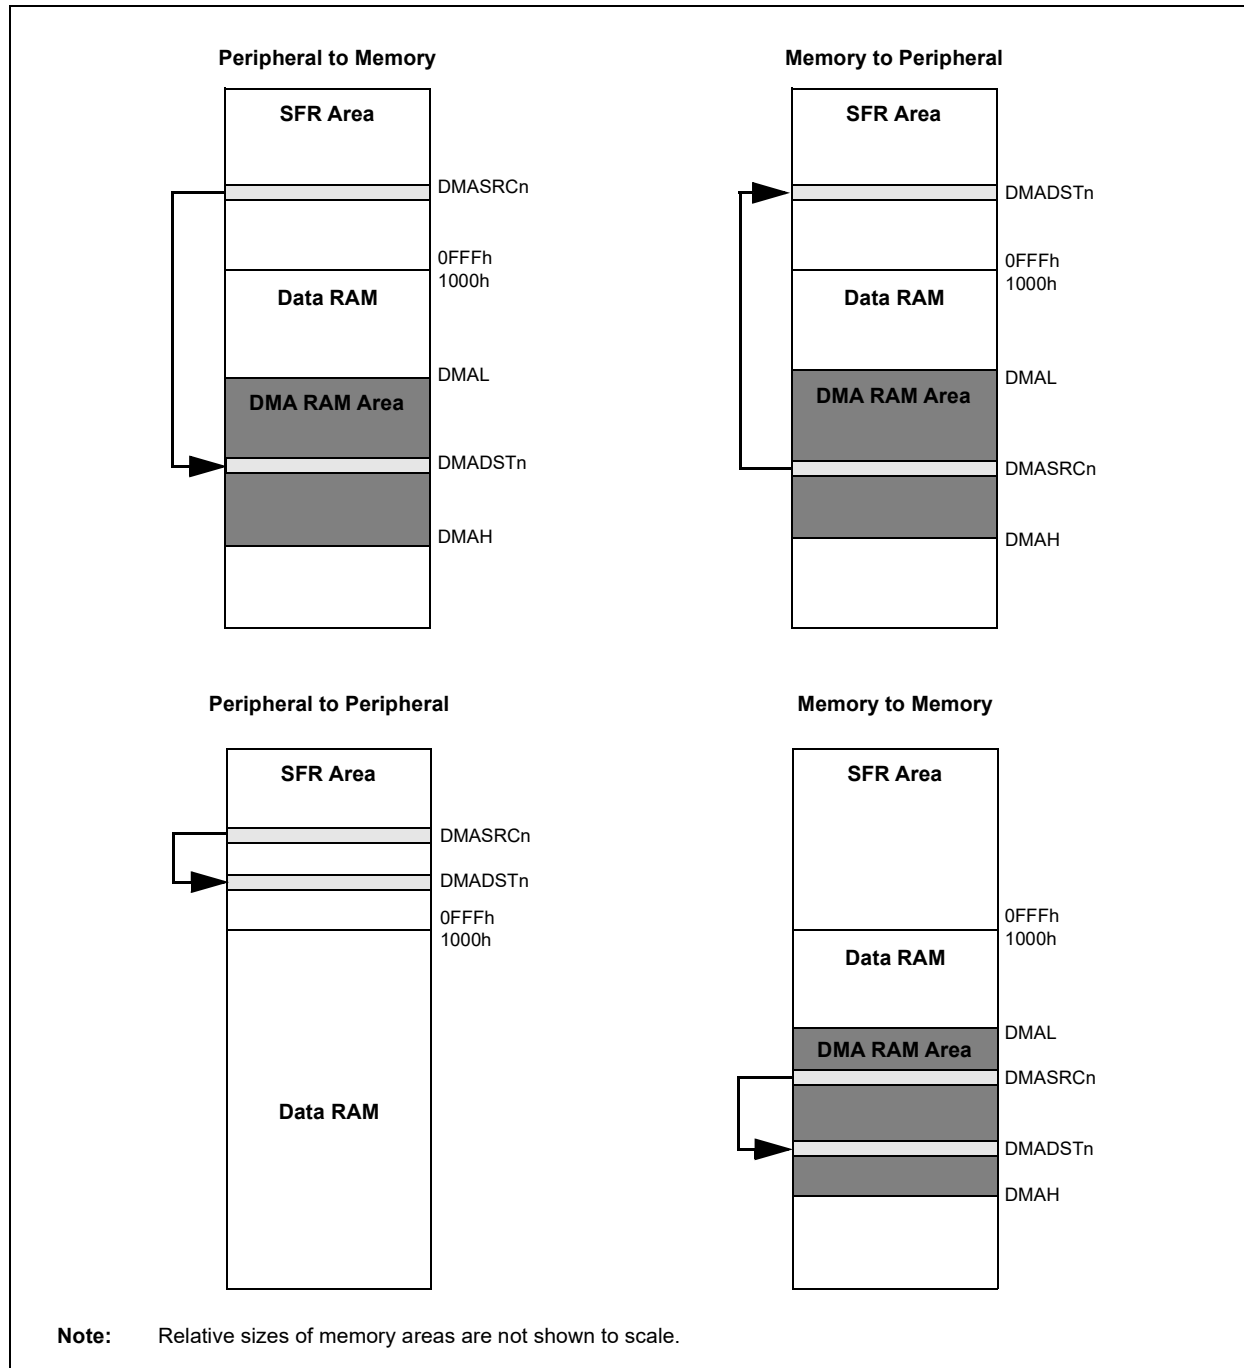 Peripheral to Memory
SFR Area
DMASRCn
0FFFh
1000h
Data RAM
DMAL
DMA RAM Area
DMADSTn
DMAH
Memory to Peripheral
SFR Area
DMADSTn
0FFFh
1000h
Data RAM
DMAL
DMA RAM Area
DMASRCn
DMAH
Peripheral to Peripheral
SFR Area
DMASRCn
DMADSTn
0FFFh
1000h
Data RAM
Memory to Memory
SFR Area
0FFFh
1000h
Data RAM
DMAL
DMA RAM Area
DMASRCn
DMADSTn
DMAH
Note: Relative sizes of memory areas are not shown to scale.